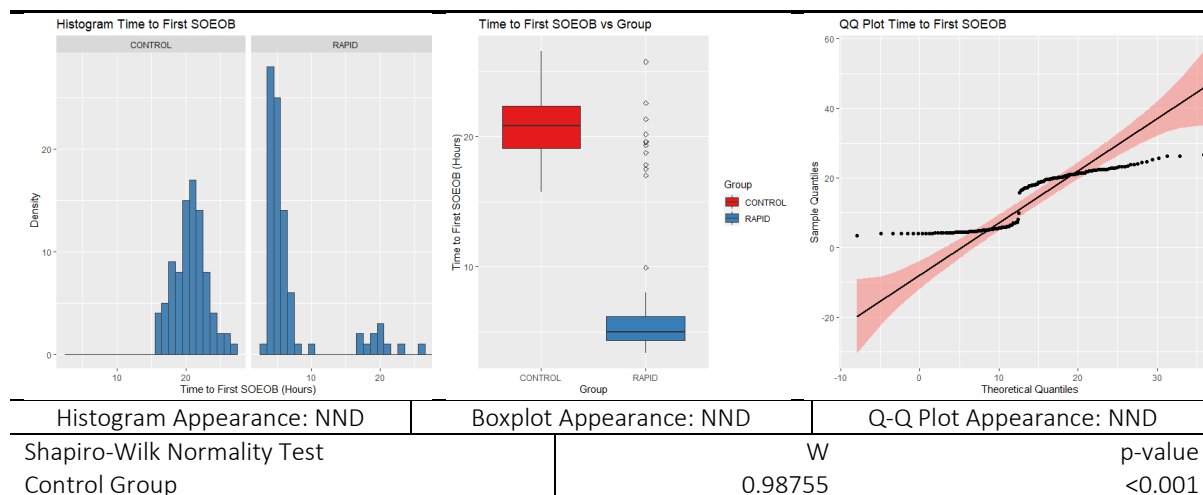 Histogram Time to First SOEOB
CONTROL
RAPID
Density
20
10
0
10
20
10
20
Time to First SOEOB (Hours)
Time to First SOEOB vs Group
Time to First SOEOB (Hours)
20
10
CONTROL
RAPID
Group
Group
CONTROL
RAPID
QQ Plot Time to First SOEOB
Sample Quantiles
60
40
20
0
-20
-10
0
10
20
30
Theoretical Quantiles
Histogram Appearance: NND
Boxplot Appearance: NND
Q-Q Plot Appearance: NND
Shapiro-Wilk Normality Test
W
p-value
Control Group
0.98755
<0.001